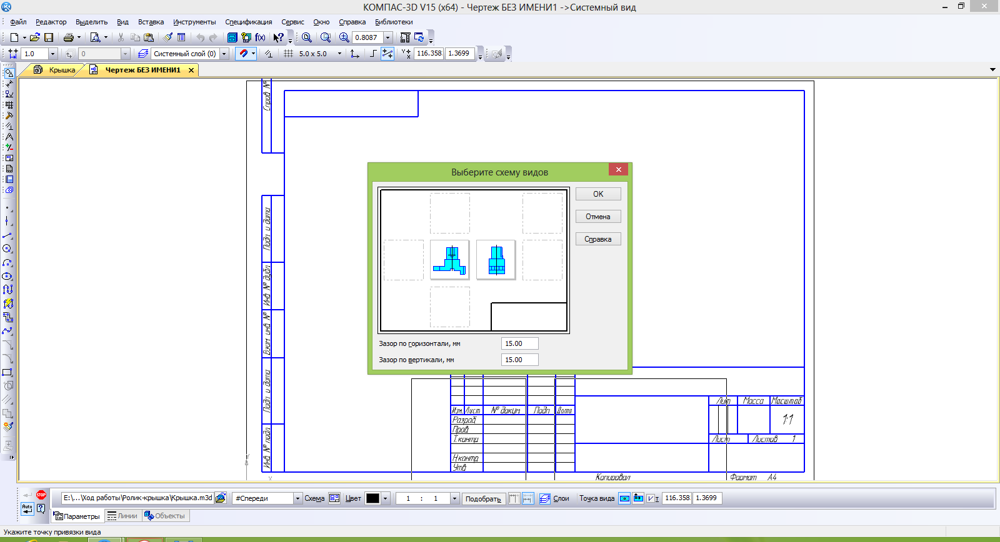 КОМПАС-3D V15 (x64) - Чертеж БЕЗ ИМЕНИ1 ->Системный вид
Файл Редактор Выделить Вид Вставка Инструменты Спецификация Сервис Окно Справка Библиотеки
f(x) 0.8087
1.0 0 Системный слой (0) 5.0 x 5.0 116.358 1.3699
Крышка Чертеж БЕЗ ИМЕНИ1
Справ №
Подп и дата
Инв № дубл
Взам инв №
Подп и дата
Инв № подл
Выберите схему видов
OK
Отмена
Справка
Зазор по горизонтали, мм 15.00
Зазор по вертикали, мм 15.00
Лит Масса Масштаб
Изм. Лист № докum Подп Дата
1:1
Разраб
Пров
Т.контр
Лист Листов 1
Н.контр
Утв
Y
X
Копировал Формат А4
STOP
Auto
E:\...\Ход работы\Ролик-крышка\Крышка.m3d #Спереди Схема Цвет 1 : 1 Подобрать Слои Точка вида 116.358 1.3699
Параметры Линии Объекты
Укажите точку привязки вида